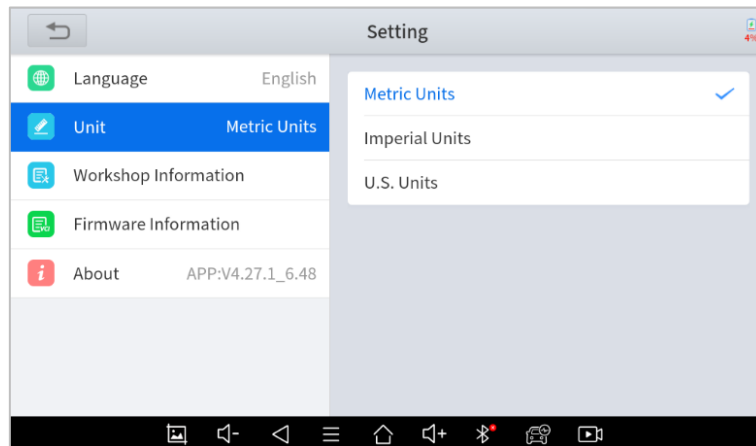 Setting
4%
Language English
Unit Metric Units
Workshop Information
Firmware Information
About APP:V4.27.1_6.48
Metric Units
Imperial Units
U.S. Units